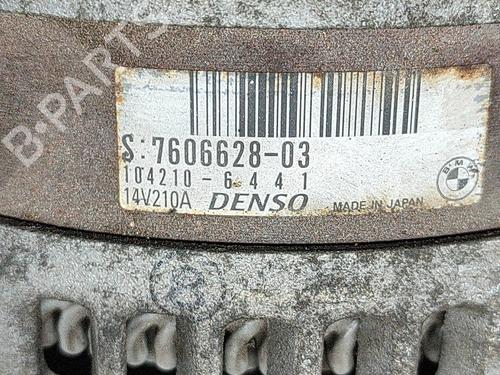 B-PARTS
S:7606628-03
104210-6441
14V210A DENSO MADE IN JAPAN
BMW